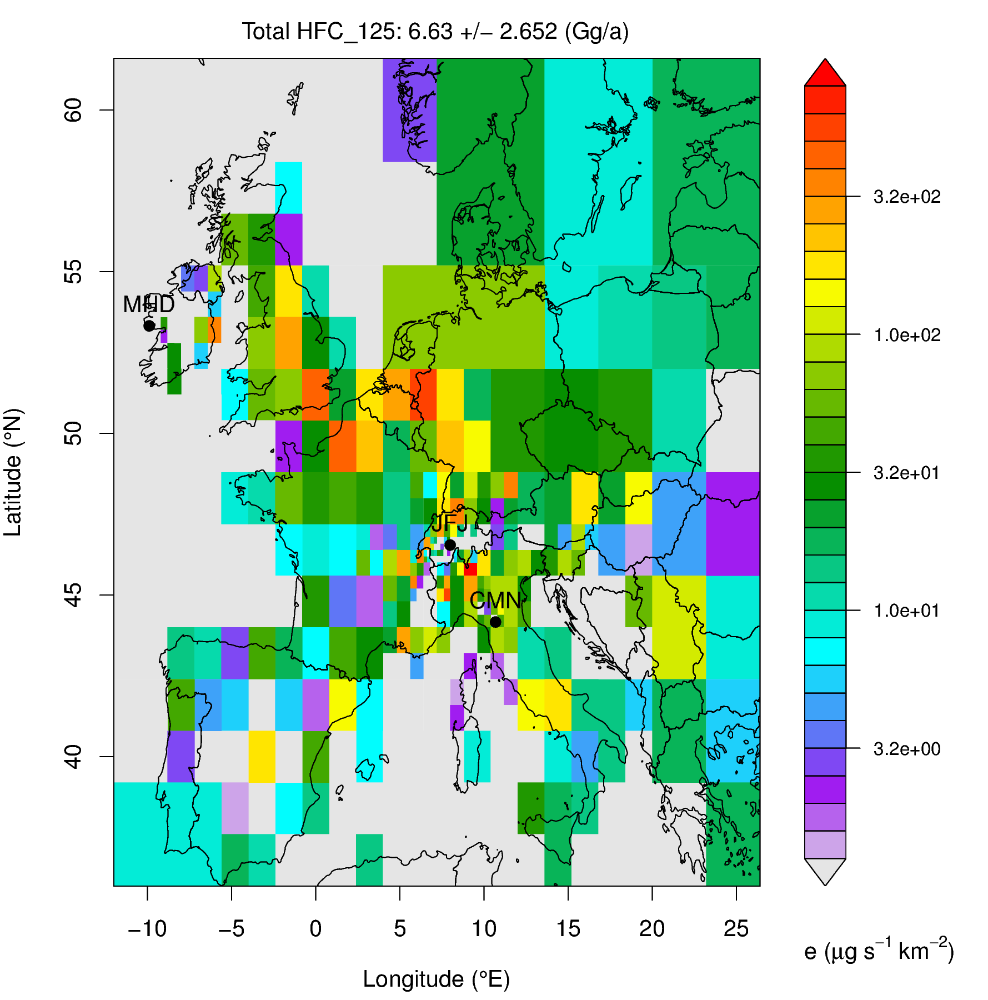 Total HFC_125: 6.63 +/− 2.652 (Gg/a)
60
55
50
45
40
Latitude (°N)
MHD
JFJ
CMN
−10 −5 0 5 10 15 20 25
Longitude (°E)
3.2e+02
1.0e+02
3.2e+01
1.0e+01
3.2e+00
e (μg s⁻¹ km⁻²)